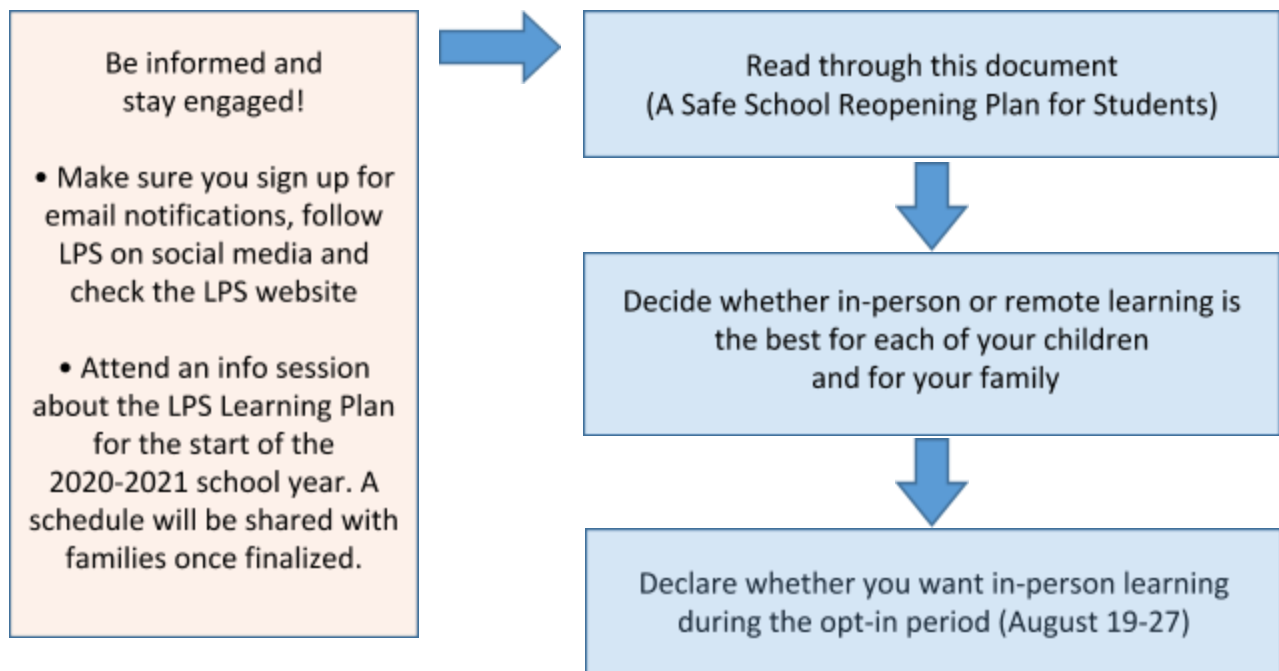 Be informed and
stay engaged!
• Make sure you sign up for
email notifications, follow
LPS on social media and
check the LPS website
• Attend an info session
about the LPS Learning Plan
for the start of the
2020-2021 school year. A
schedule will be shared with
families once finalized.
Read through this document
(A Safe School Reopening Plan for Students)
Decide whether in-person or remote learning is
the best for each of your children
and for your family
Declare whether you want in-person learning
during the opt-in period (August 19-27)